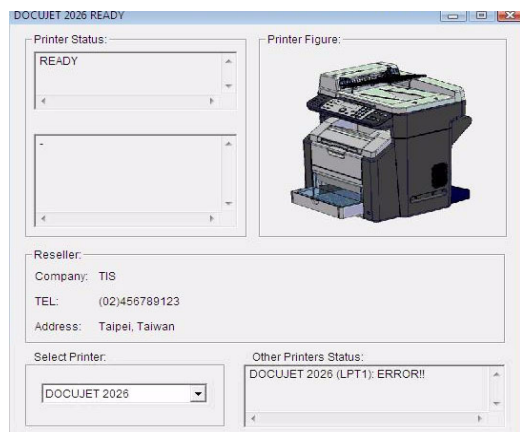 DOCUJET 2026 READY
Printer Status:
READY
-
Printer Figure:
Reseller:
Company: TIS
TEL: (02)456789123
Address: Taipei, Taiwan
Select Printer:
DOCUJET 2026
Other Printers Status:
DOCUJET 2026 (LPT1): ERROR!!